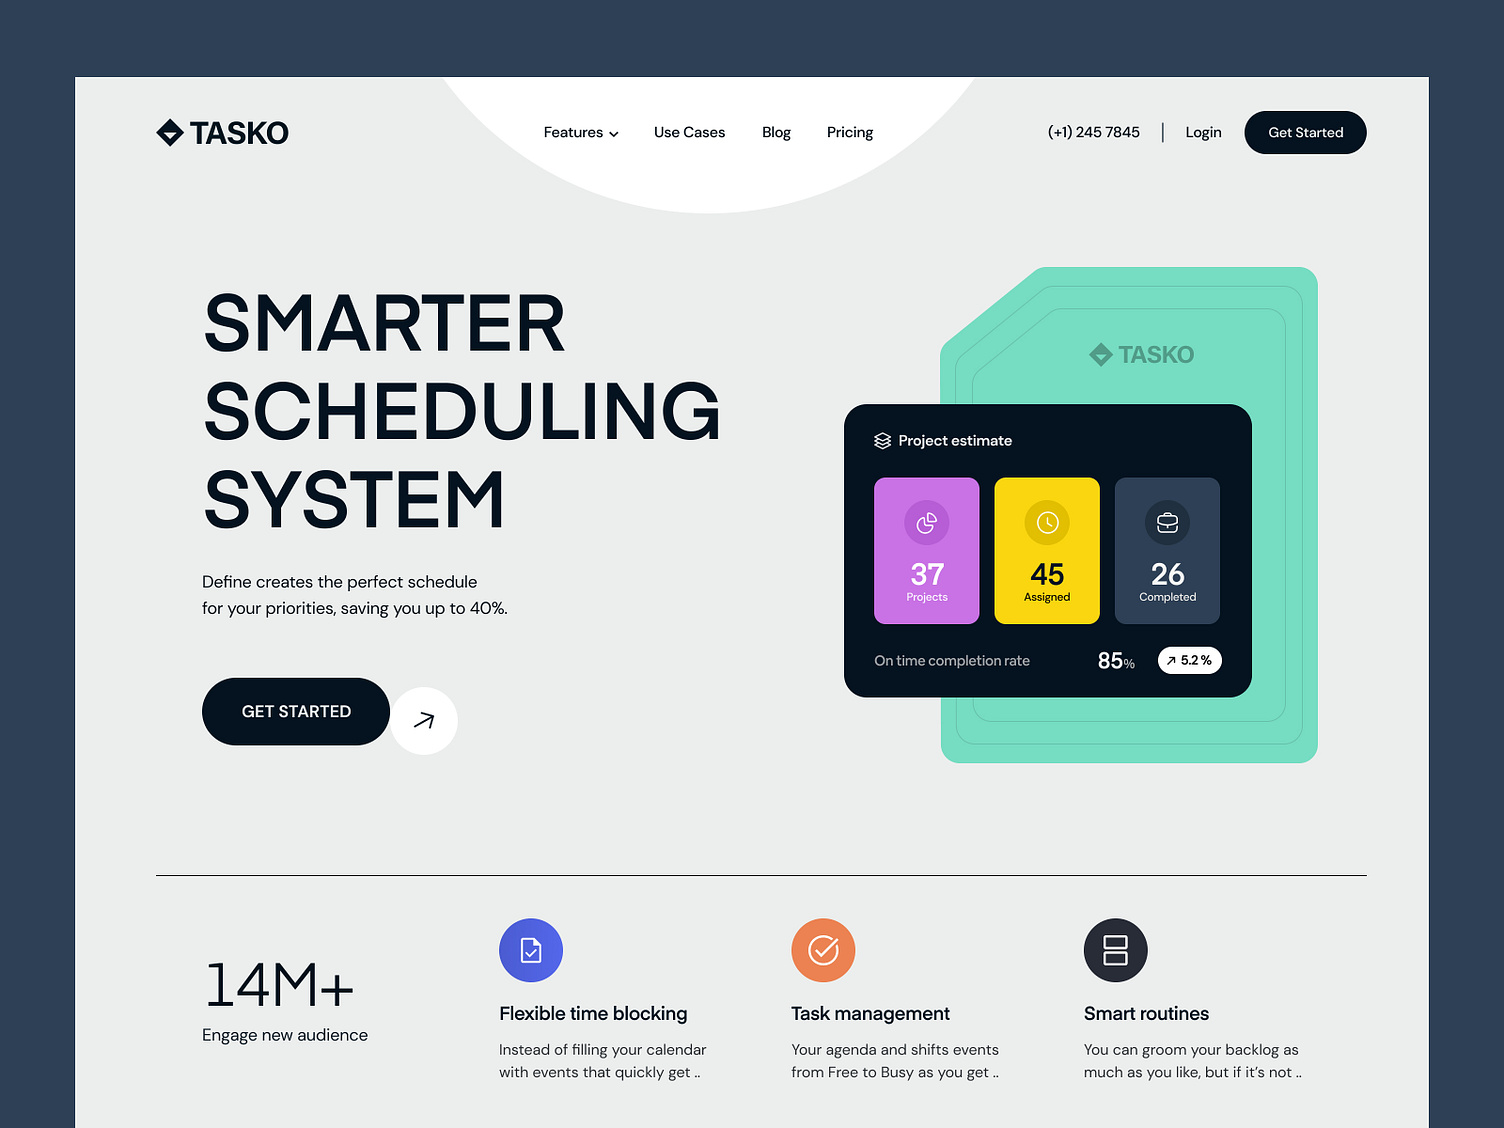 TASKO
Features
Use Cases
Blog
Pricing
(+1) 245 7845
Login
Get Started
SMARTER
SCHEDULING
SYSTEM
Define creates the perfect schedule
for your priorities, saving you up to 40%.
GET STARTED
TASKO
Project estimate
37
Projects
45
Assigned
26
Completed
On time completion rate
85%
5.2%
14M+
Engage new audience
Flexible time blocking
Instead of filling your calendar
with events that quickly get ..
Task management
Your agenda and shifts events
from Free to Busy as you get ..
Smart routines
You can groom your backlog as
much as you like, but if it’s not ..